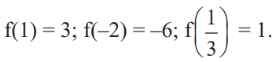 f(1) = 3; f(–2) = –6; f(1/3) = 1.